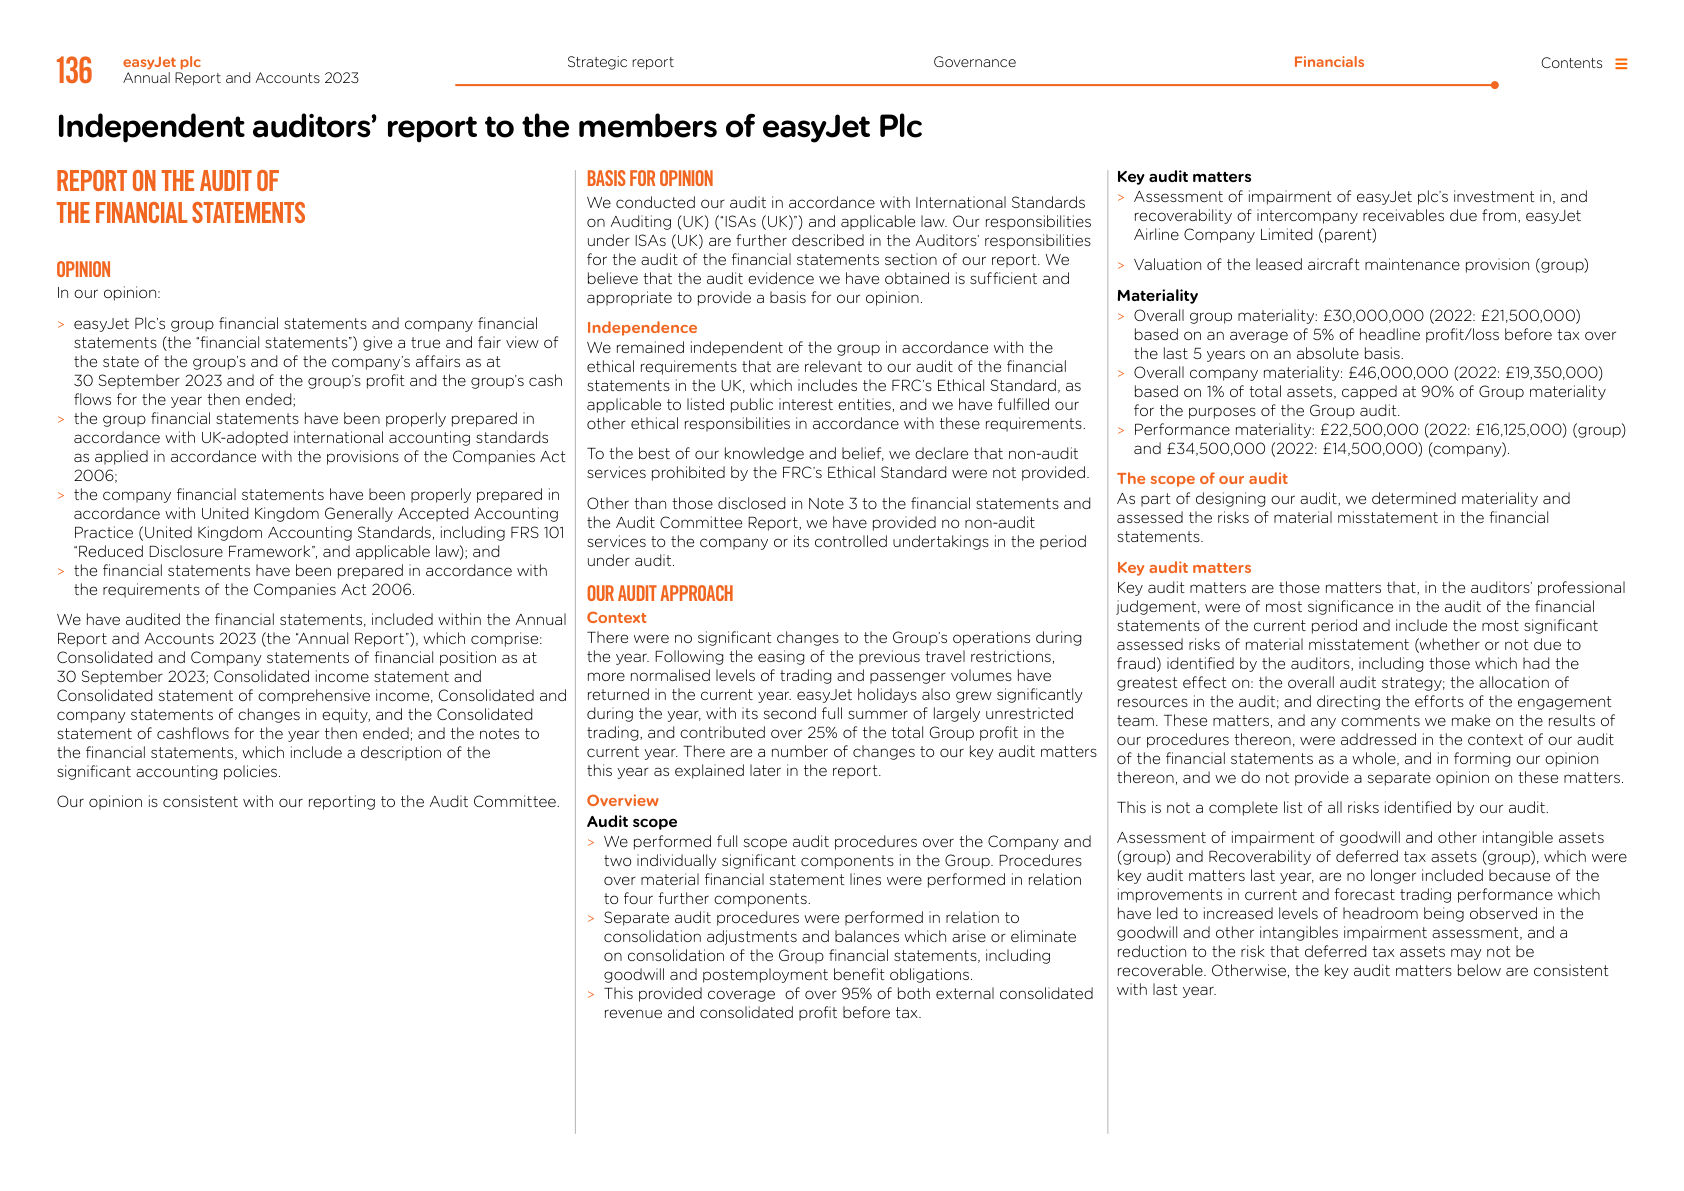 136
easyJet plc
Annual Report and Accounts 2023
Strategic report
Governance
Financials
Contents
Independent auditors’ report to the members of easyJet Plc
REPORT ON THE AUDIT OF
THE FINANCIAL STATEMENTS
OPINION
In our opinion:
> easyJet Plc’s group financial statements and company financial
statements (the “financial statements”) give a true and fair view of
the state of the group’s and of the company’s affairs as at
30 September 2023 and of the group’s profit and the group’s cash
flows for the year then ended;
> the group financial statements have been properly prepared in
accordance with UK-adopted international accounting standards
as applied in accordance with the provisions of the Companies Act
2006;
> the company financial statements have been properly prepared in
accordance with United Kingdom Generally Accepted Accounting
Practice (United Kingdom Accounting Standards, including FRS 101
“Reduced Disclosure Framework”, and applicable law); and
> the financial statements have been prepared in accordance with
the requirements of the Companies Act 2006.
We have audited the financial statements, included within the Annual
Report and Accounts 2023 (the “Annual Report”), which comprise:
Consolidated and Company statements of financial position as at
30 September 2023; Consolidated income statement and
Consolidated statement of comprehensive income, Consolidated and
company statements of changes in equity, and the Consolidated
statement of cashflows for the year then ended; and the notes to
the financial statements, which include a description of the
significant accounting policies.
Our opinion is consistent with our reporting to the Audit Committee.
BASIS FOR OPINION
We conducted our audit in accordance with International Standards
on Auditing (UK) (“ISAs (UK)”) and applicable law. Our responsibilities
under ISAs (UK) are further described in the Auditors’ responsibilities
for the audit of the financial statements section of our report. We
believe that the audit evidence we have obtained is sufficient and
appropriate to provide a basis for our opinion.
Independence
We remained independent of the group in accordance with the
ethical requirements that are relevant to our audit of the financial
statements in the UK, which includes the FRC’s Ethical Standard, as
applicable to listed public interest entities, and we have fulfilled our
other ethical responsibilities in accordance with these requirements.
To the best of our knowledge and belief, we declare that non-audit
services prohibited by the FRC’s Ethical Standard were not provided.
Other than those disclosed in Note 3 to the financial statements and
the Audit Committee Report, we have provided no non-audit
services to the company or its controlled undertakings in the period
under audit.
OUR AUDIT APPROACH
Context
There were no significant changes to the Group’s operations during
the year. Following the easing of the previous travel restrictions,
more normalised levels of trading and passenger volumes have
returned in the current year. easyJet holidays also grew significantly
during the year, with its second full summer of largely unrestricted
trading, and contributed over 25% of the total Group profit in the
current year. There are a number of changes to our key audit matters
this year as explained later in the report.
Overview
Audit scope
> We performed full scope audit procedures over the Company and
two individually significant components in the Group. Procedures
over material financial statement lines were performed in relation
to four further components.
> Separate audit procedures were performed in relation to
consolidation adjustments and balances which arise or eliminate
on consolidation of the Group financial statements, including
goodwill and postemployment benefit obligations.
> This provided coverage  of over 95% of both external consolidated
revenue and consolidated profit before tax.
Key audit matters
> Assessment of impairment of easyJet plc’s investment in, and
recoverability of intercompany receivables due from, easyJet
Airline Company Limited (parent)
> Valuation of the leased aircraft maintenance provision (group)
Materiality
> Overall group materiality: £30,000,000 (2022: £21,500,000)
based on an average of 5% of headline profit/loss before tax over
the last 5 years on an absolute basis.
> Overall company materiality: £46,000,000 (2022: £19,350,000)
based on 1% of total assets, capped at 90% of Group materiality
for the purposes of the Group audit.
> Performance materiality: £22,500,000 (2022: £16,125,000) (group)
and £34,500,000 (2022: £14,500,000) (company).
The scope of our audit
As part of designing our audit, we determined materiality and
assessed the risks of material misstatement in the financial
statements.
Key audit matters
Key audit matters are those matters that, in the auditors’ professional
judgement, were of most significance in the audit of the financial
statements of the current period and include the most significant
assessed risks of material misstatement (whether or not due to
fraud) identified by the auditors, including those which had the
greatest effect on: the overall audit strategy; the allocation of
resources in the audit; and directing the efforts of the engagement
team. These matters, and any comments we make on the results of
our procedures thereon, were addressed in the context of our audit
of the financial statements as a whole, and in forming our opinion
thereon, and we do not provide a separate opinion on these matters.
This is not a complete list of all risks identified by our audit.
Assessment of impairment of goodwill and other intangible assets
(group) and Recoverability of deferred tax assets (group), which were
key audit matters last year, are no longer included because of the
improvements in current and forecast trading performance which
have led to increased levels of headroom being observed in the
goodwill and other intangibles impairment assessment, and a
reduction to the risk that deferred tax assets may not be
recoverable. Otherwise, the key audit matters below are consistent
with last year.